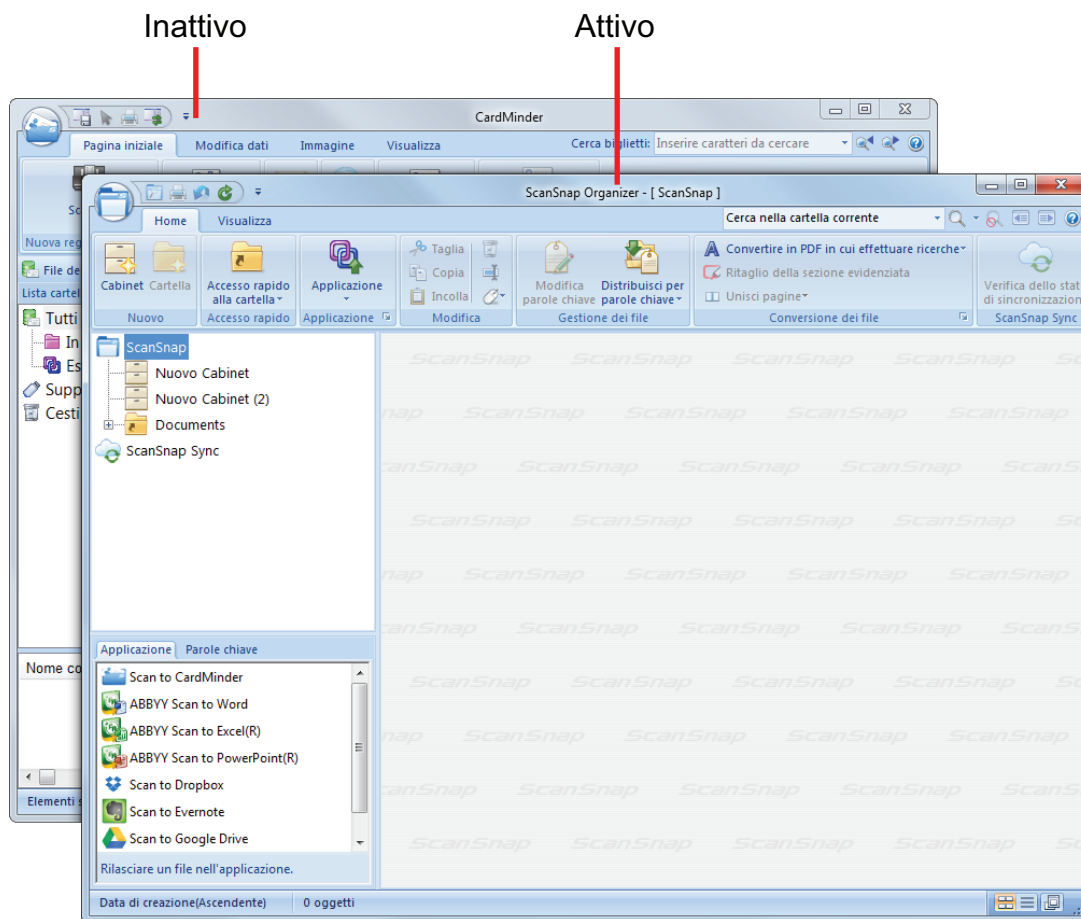 Inattivo
Attivo
CardMinder
Pagina iniziale Modifica dati Immagine Visualizza Cerca biglietti: Inserire caratteri da cercare
ScanSnap Organizer - [ ScanSnap ]
Home Visualizza Cerca nella cartella corrente
Nuova reg
File de
Lista cartel
Tutti
In
Es
Supp
Cesti
Nome co
Elementi s
Cabinet Cartella
Nuovo
Accesso rapido
alla cartella
Accesso rapido
Applicazione
Applicazione
Taglia
Copia
Incolla
Modifica
Modifica
parole chiave
Distribuisci per
parole chiave
Gestione dei file
Convertire in PDF in cui effettuare ricerche
Ritaglio della sezione evidenziata
Unisci pagine
Conversione dei file
Verifica dello stat
di sincronizzazion
ScanSnap Sync
ScanSnap
Nuovo Cabinet
Nuovo Cabinet (2)
Documents
ScanSnap Sync
Applicazione Parole chiave
Scan to CardMinder
ABBYY Scan to Word
ABBYY Scan to Excel(R)
ABBYY Scan to PowerPoint(R)
Scan to Dropbox
Scan to Evernote
Scan to Google Drive
Rilasciare un file nell'applicazione.
Data di creazione(Ascendente) 0 oggetti